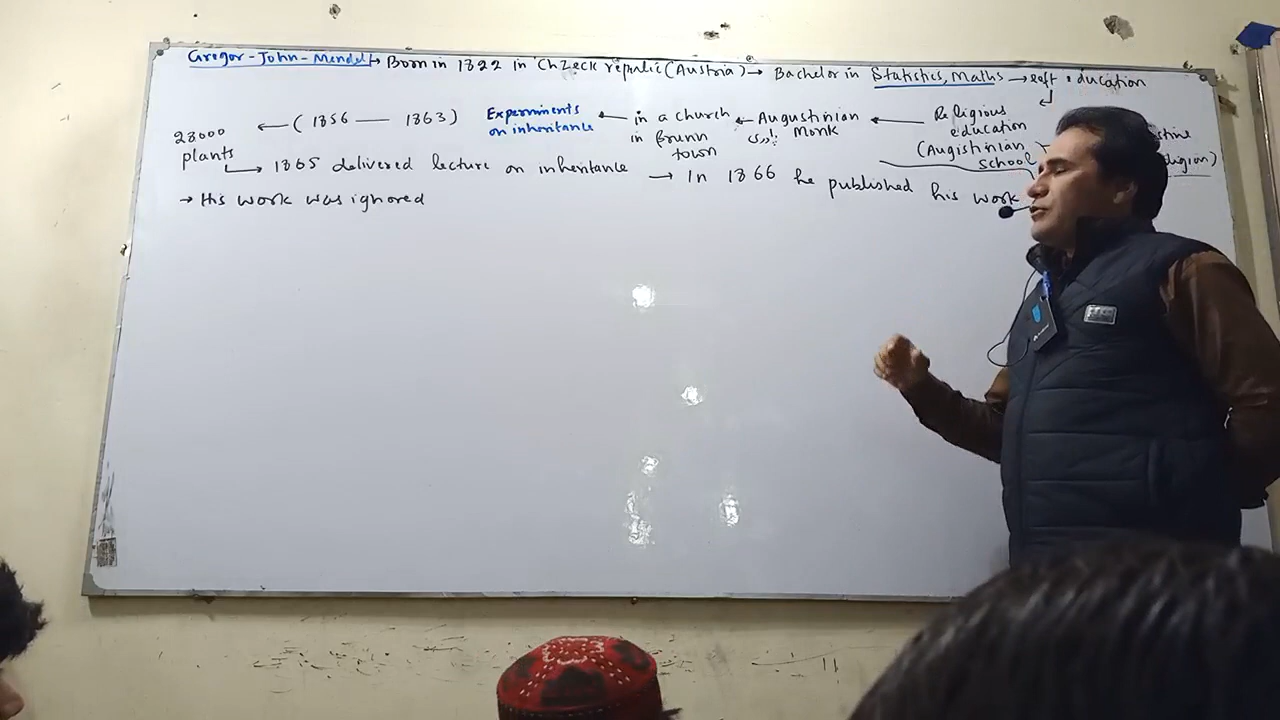 Gregor-John-Mendel → Born in 1822 in Chzeck republic (Austria) → Bachelor in Statistics, Maths → left education
28000 plants ← (1856 — 1863) Experiments on inheritance ← in a church in Brunn town ← Augustinian Monk ← Religious education (Augistinian school
→ 1865 delivered lecture on inheritance → In 1866 he published his work
→ His work was ignored